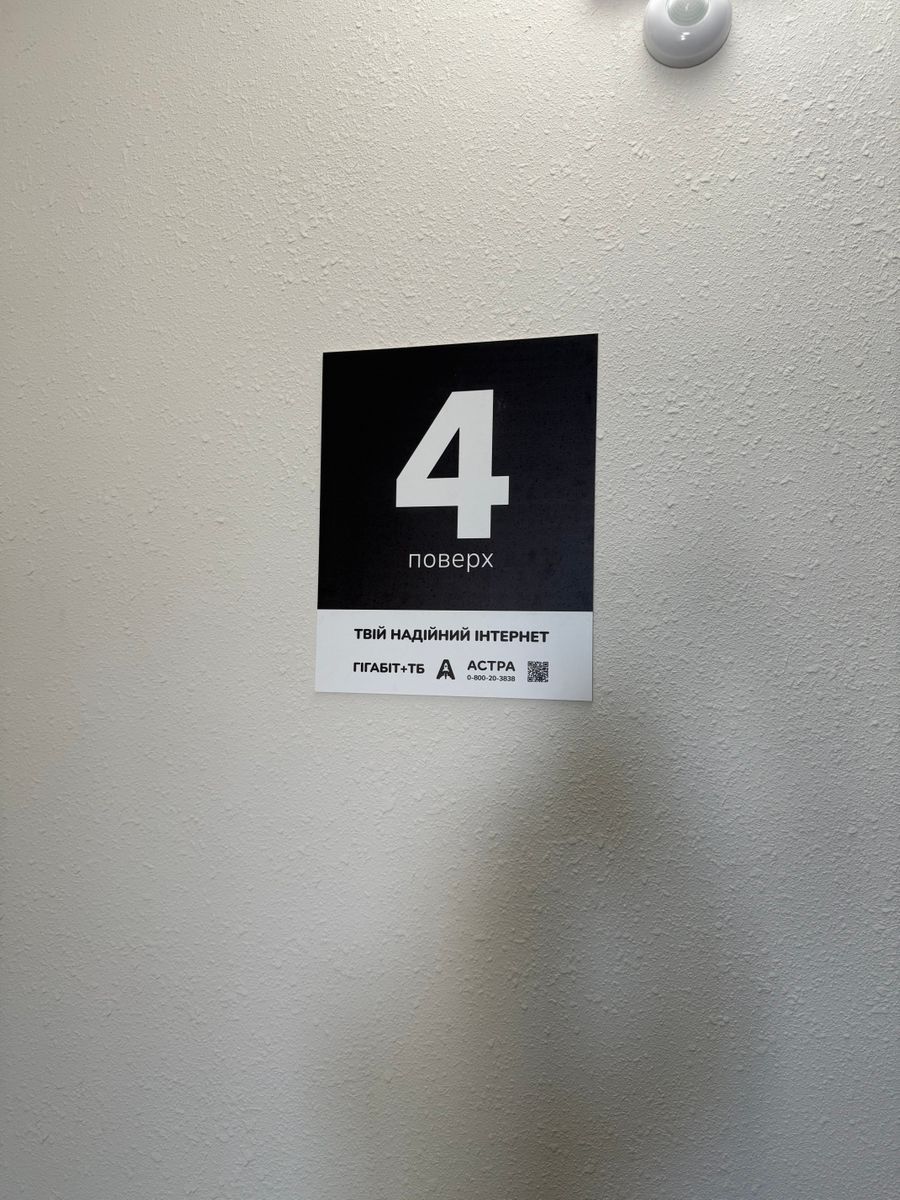 4
поверх
ТВІЙ НАДІЙНИЙ ІНТЕРНЕТ
ГІГАБІТ+ТБ АСТРА
0-800-20-3838